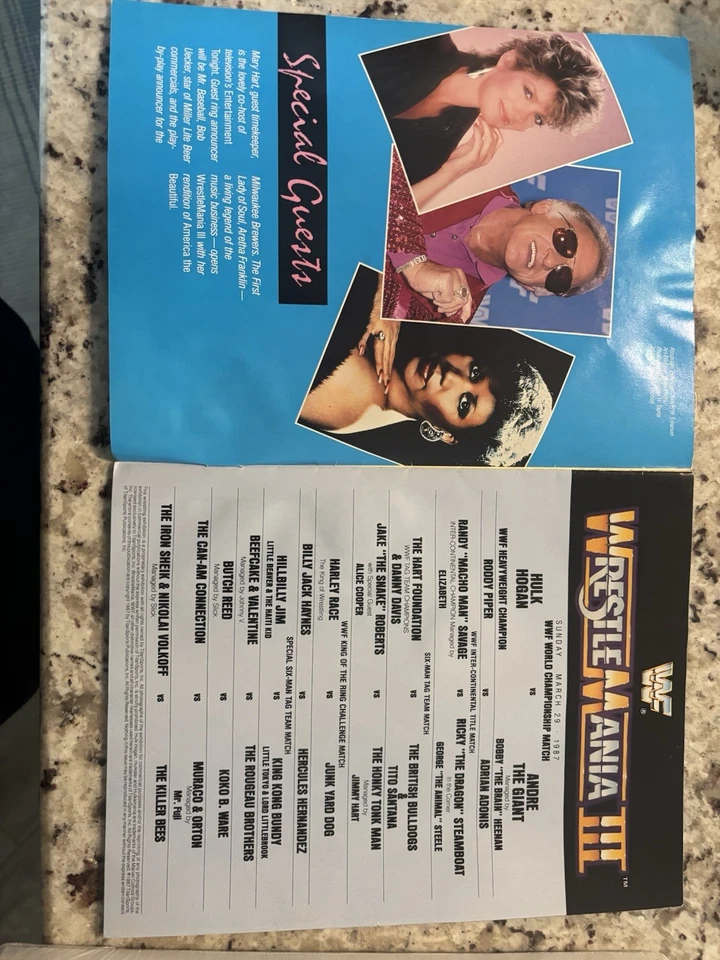 Special Guests
Mary Hart, guest timekeeper,
is the lovely co-host of
television's Entertainment
Tonight. Guest ring announcer
will be Mr. Baseball, Bob
Uecker, star of Miller Lite Beer
commercials, and the play-
by-play announcer for the
Milwaukee Brewers. The First
Lady of Soul, Aretha Franklin—
a living legend of the
music business—opens
WrestleMania III with her
rendition of America the
Beautiful.
WF®
WRESTLEMANIA III™
SUNDAY MARCH 29 · 1987
WWF WORLD CHAMPIONSHIP MATCH
HULK HOGAN vs ANDRE THE GIANT
WWF HEAVYWEIGHT CHAMPION Managed by BOBBY "THE BRAIN" HEENAN
RODDY PIPER vs ADRIAN ADONIS
WWF INTER-CONTINENTAL TITLE MATCH
RANDY "MACHO MAN" SAVAGE vs RICKY "THE DRAGON" STEAMBOAT
INTER-CONTINENTAL CHAMPION Managed by In the Corner
ELIZABETH GEORGE "THE ANIMAL" STEELE
SIX-MAN TAG TEAM MATCH
THE HART FOUNDATION vs THE BRITISH BULLDOGS
WWF TAG TEAM CHAMPIONS &
& DANNY DAVIS TITO SANTANA
JAKE "THE SNAKE" ROBERTS vs THE HONKY TONK MAN
with Special Guest Managed by
ALICE COOPER JIMMY HART
WWF KING OF THE RING CHALLENGE MATCH
HARLEY RACE vs JUNK YARD DOG
The King of Wrestling
BILLY JACK HAYNES vs HERCULES HERNANDEZ
SPECIAL SIX-MAN TAG TEAM MATCH
HILLBILLY JIM vs KING KONG BUNDY
LITTLE BEAVER & THE HAITI KID LITTLE TOKYO & LORD LITTLEBROOK
BEEFCAKE & VALENTINE vs THE ROUGEAU BROTHERS
Managed by Johnny V.
BUTCH REED vs KOKO B. WARE
Managed by Slick
THE CAN-AM CONNECTION vs MURACO & ORTON
Managed by
Mr. Fuji
THE IRON SHEIK & NIKOLAI VOLKOFF vs THE KILLER BEES
Managed by Slick